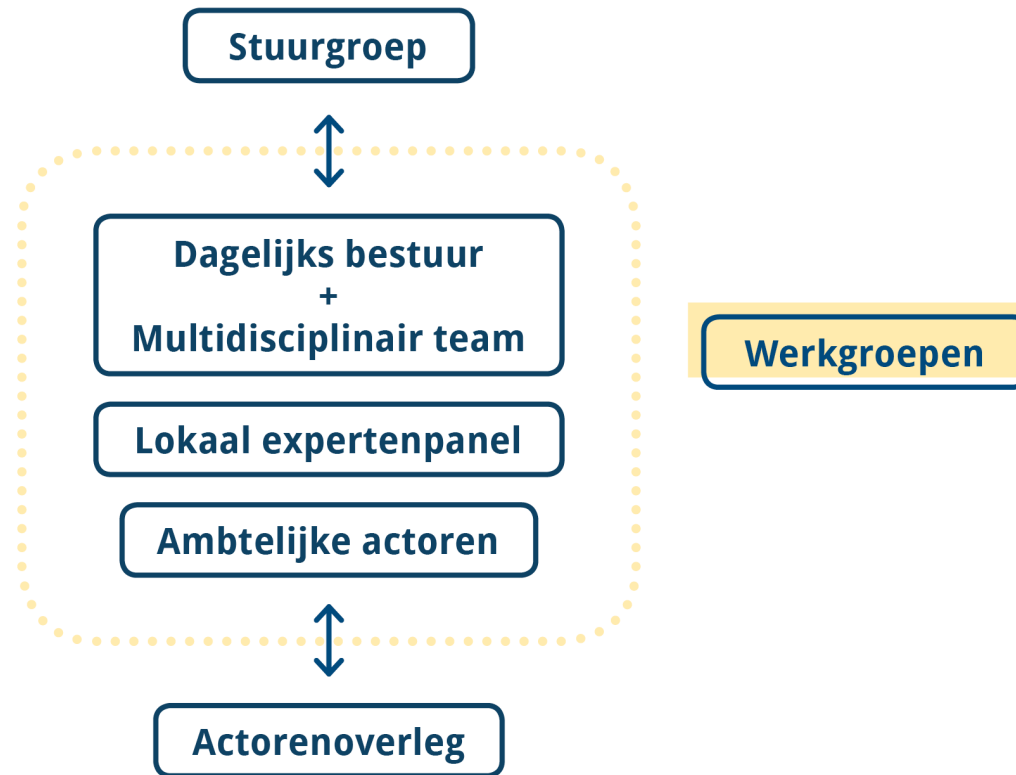 Stuurgroep
Dagelijks bestuur
+
Multidisciplinair team
Lokaal expertenpanel
Ambtelijke actoren
Werkgroepen
Actorenoverleg